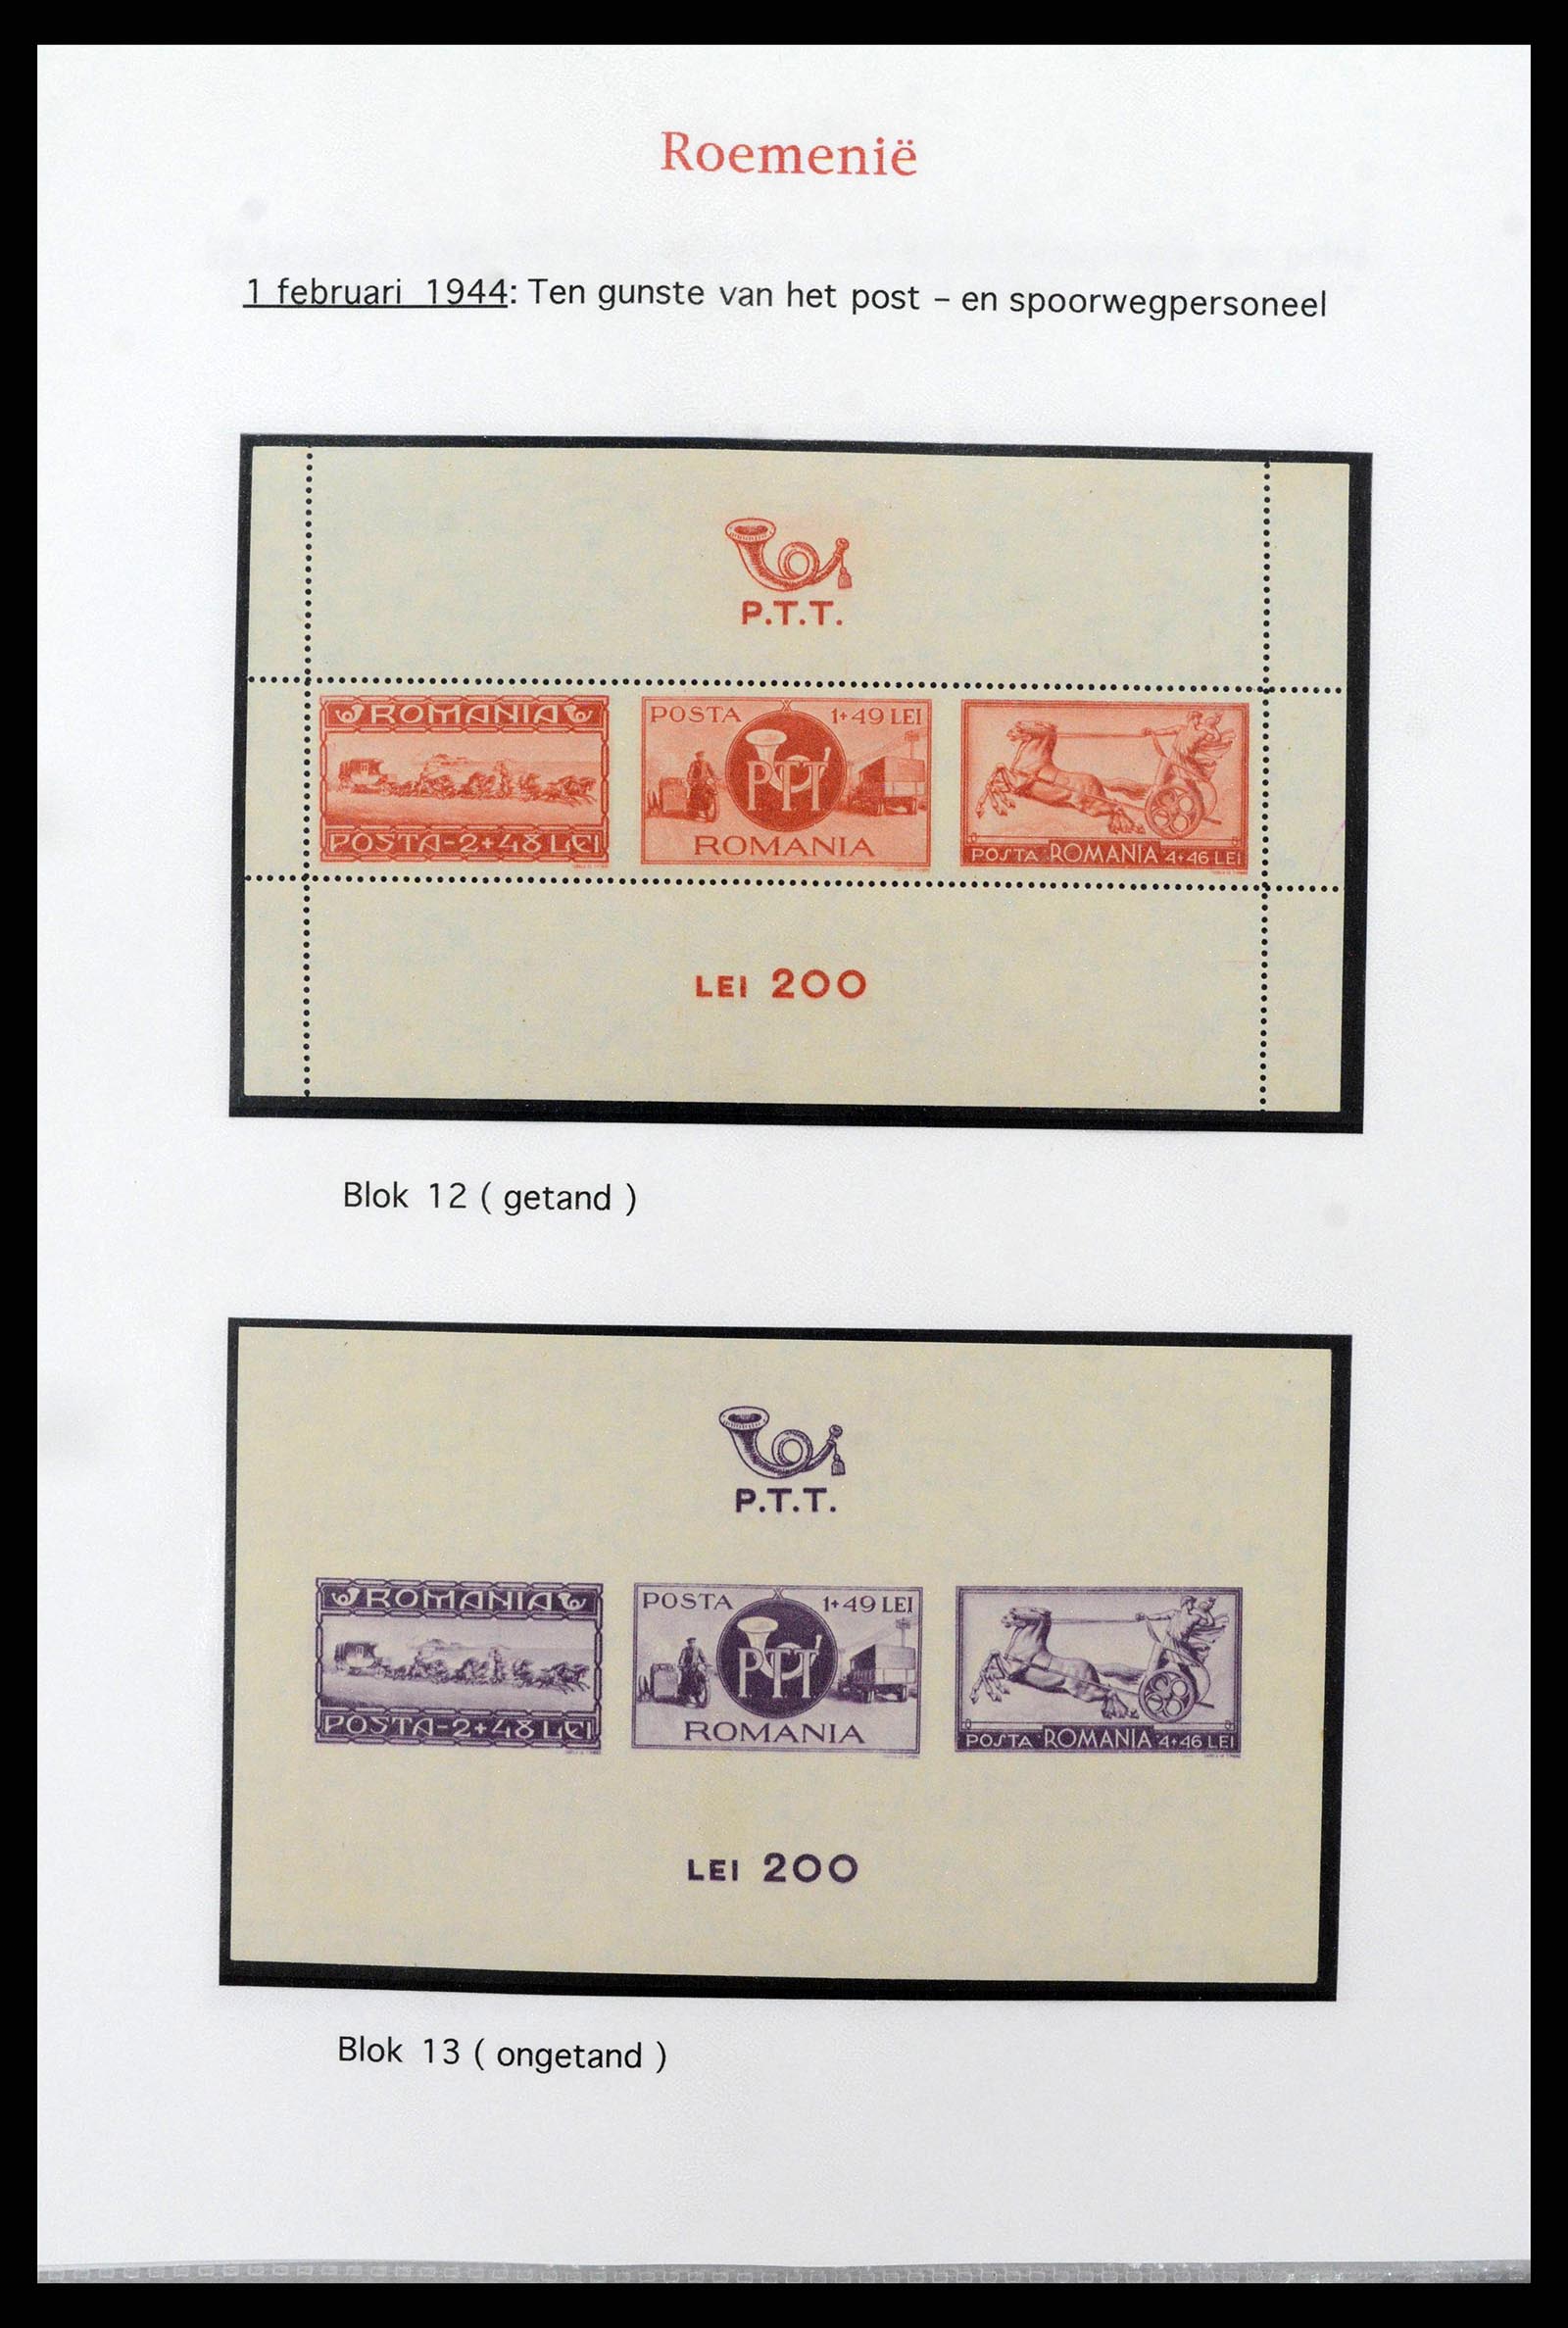 Roemenië
1 februari 1944: Ten gunste van het post – en spoorwegpersoneel
P.T.T.
ROMANIA
POSTA-2+48 LEI
POSTA 1+49 LEI
PTT
ROMANIA
POSTA ROMANIA 4+46 LEI
LEI 200
Blok 12 ( getand )
P.T.T.
ROMANIA
POSTA-2+48 LEI
POSTA 1+49 LEI
PTT
ROMANIA
POSTA ROMANIA 4+46 LEI
LEI 200
Blok 13 ( ongetand )